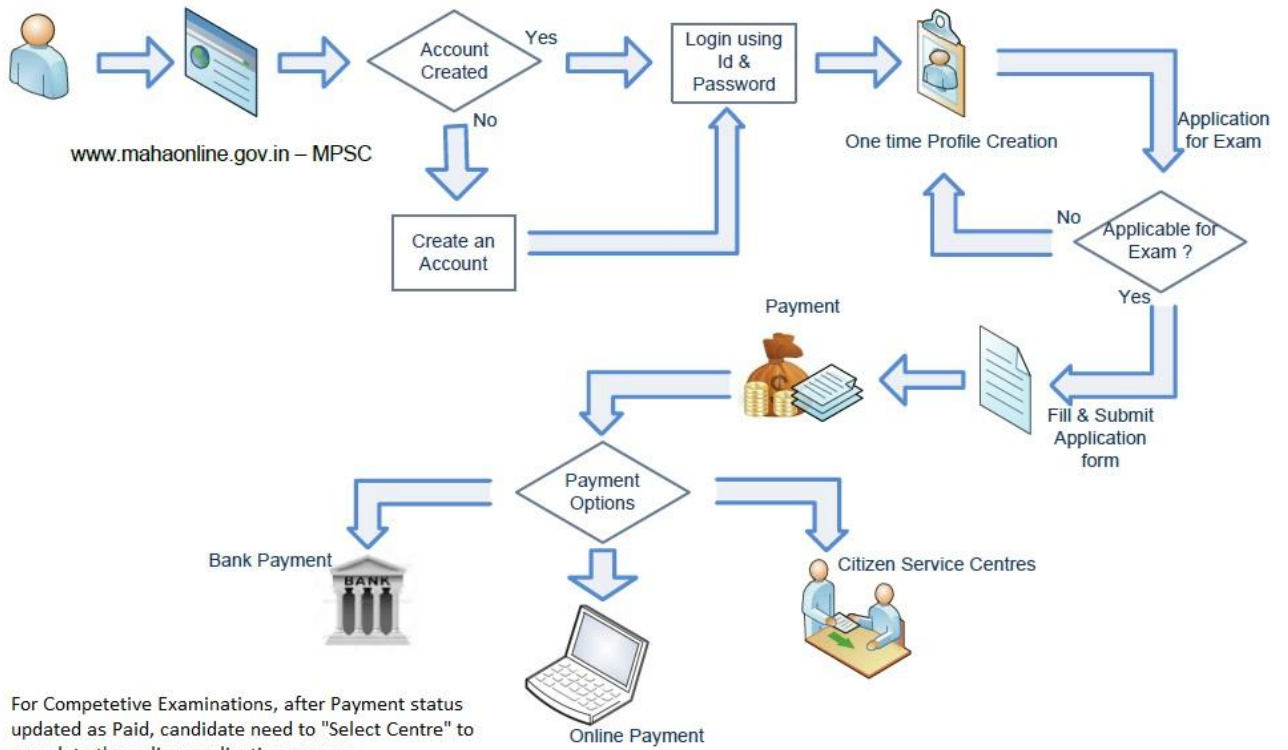 Account
Created
Yes
No
Login using
Id &
Password
www.mahaonline.gov.in – MPSC
Create an
Account
One time Profile Creation
Application
for Exam
Applicable for
Exam ?
No
Yes
Fill & Submit
Application
form
Payment
Payment
Options
Bank Payment
BANK
Online Payment
Citizen Service Centres
For Competetive Examinations, after Payment status
updated as Paid, candidate need to "Select Centre" to